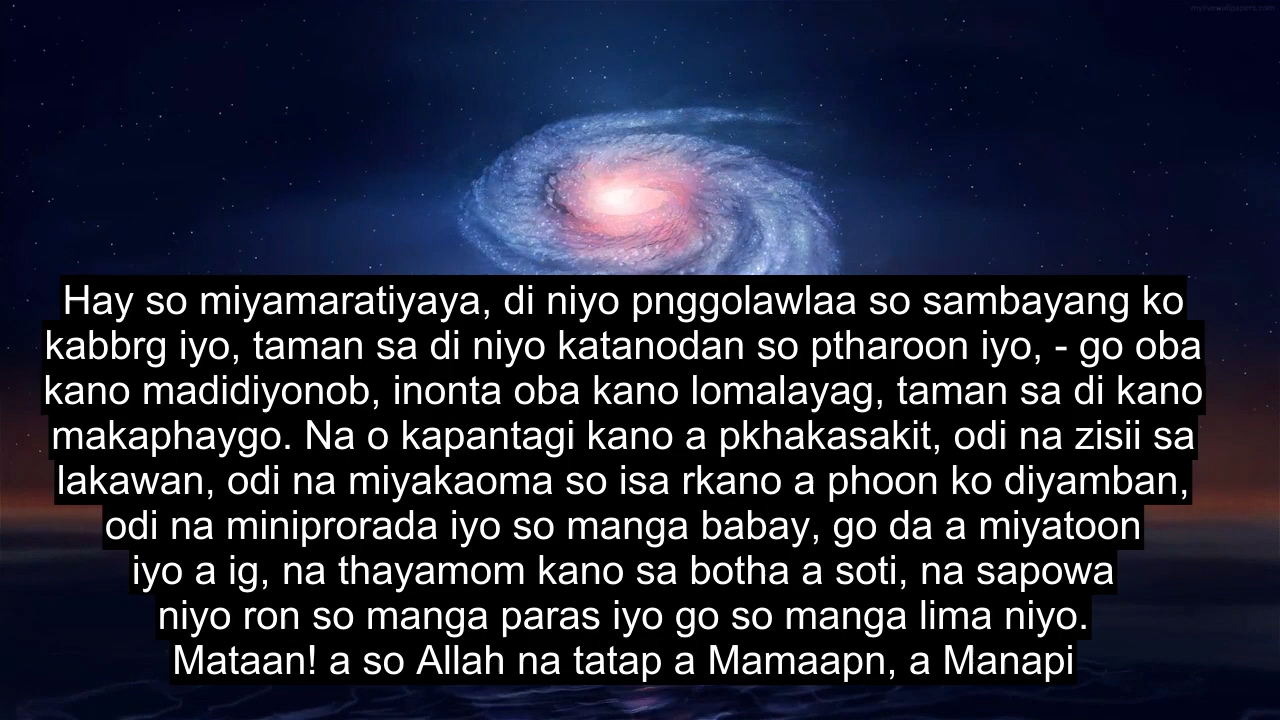 Hay so miyamaratiyaya, di niyo pnggolawlaa so sambayang ko
kabbrg iyo, taman sa di niyo katanodan so ptharoon iyo, - go oba
kano madidiyonob, inonta oba kano lomalayag, taman sa di kano
makaphaygo. Na o kapantagi kano a pkhakasakit, odi na zisii sa
lakawan, odi na miyakaoma so isa rkano a phoon ko diyamban,
odi na miniprorada iyo so manga babay, go da a miyatoon
iyo a ig, na thayamom kano sa botha a soti, na sapowa
niyo ron so manga paras iyo go so manga lima niyo.
Mataan! a so Allah na tatap a Mamaapn, a Manapi